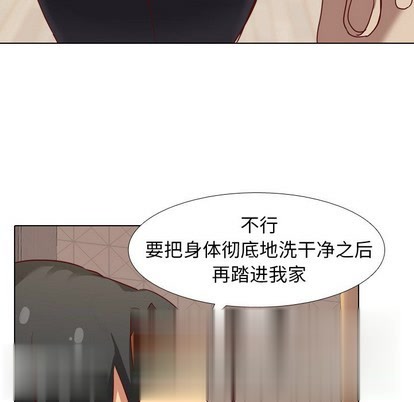 不行
要把身体彻底地洗干净之后
再踏进我家